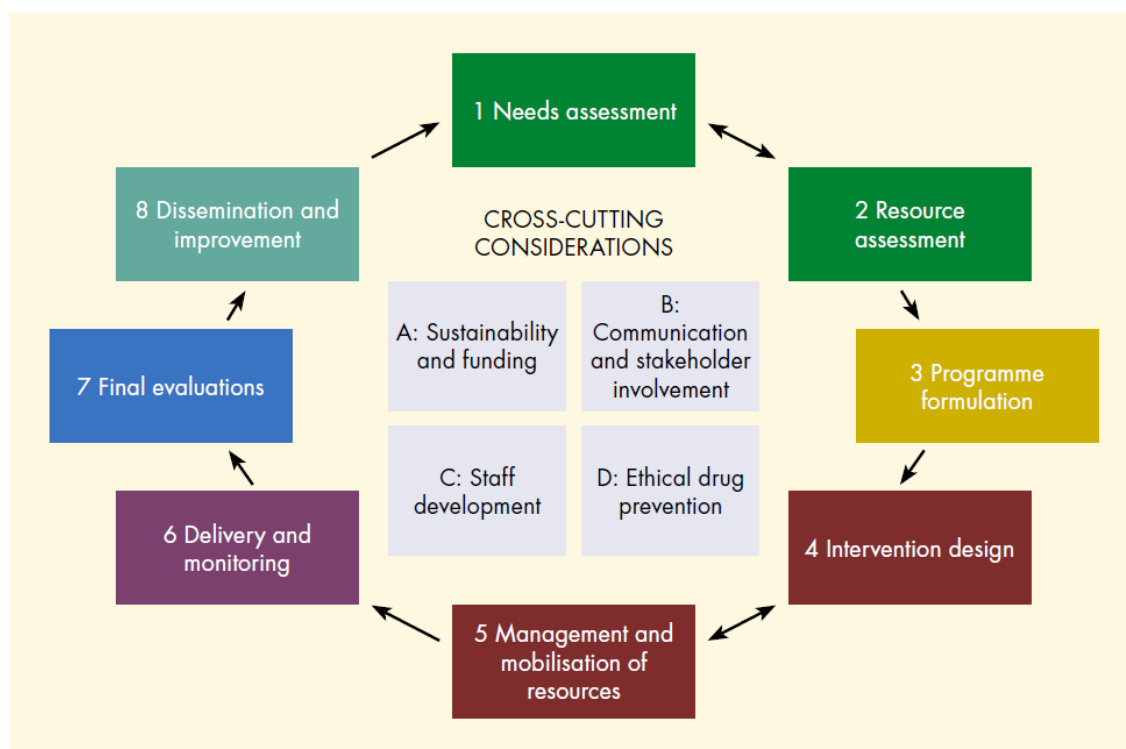 1 Needs assessment
2 Resource
assessment
3 Programme
formulation
4 Intervention design
5 Management and
mobilisation of
resources
6 Delivery and
monitoring
7 Final evaluations
8 Dissemination and
improvement
CROSS-CUTTING
CONSIDERATIONS
A: Sustainability
and funding
B:
Communication
and stakeholder
involvement
C: Staff
development
D: Ethical drug
prevention